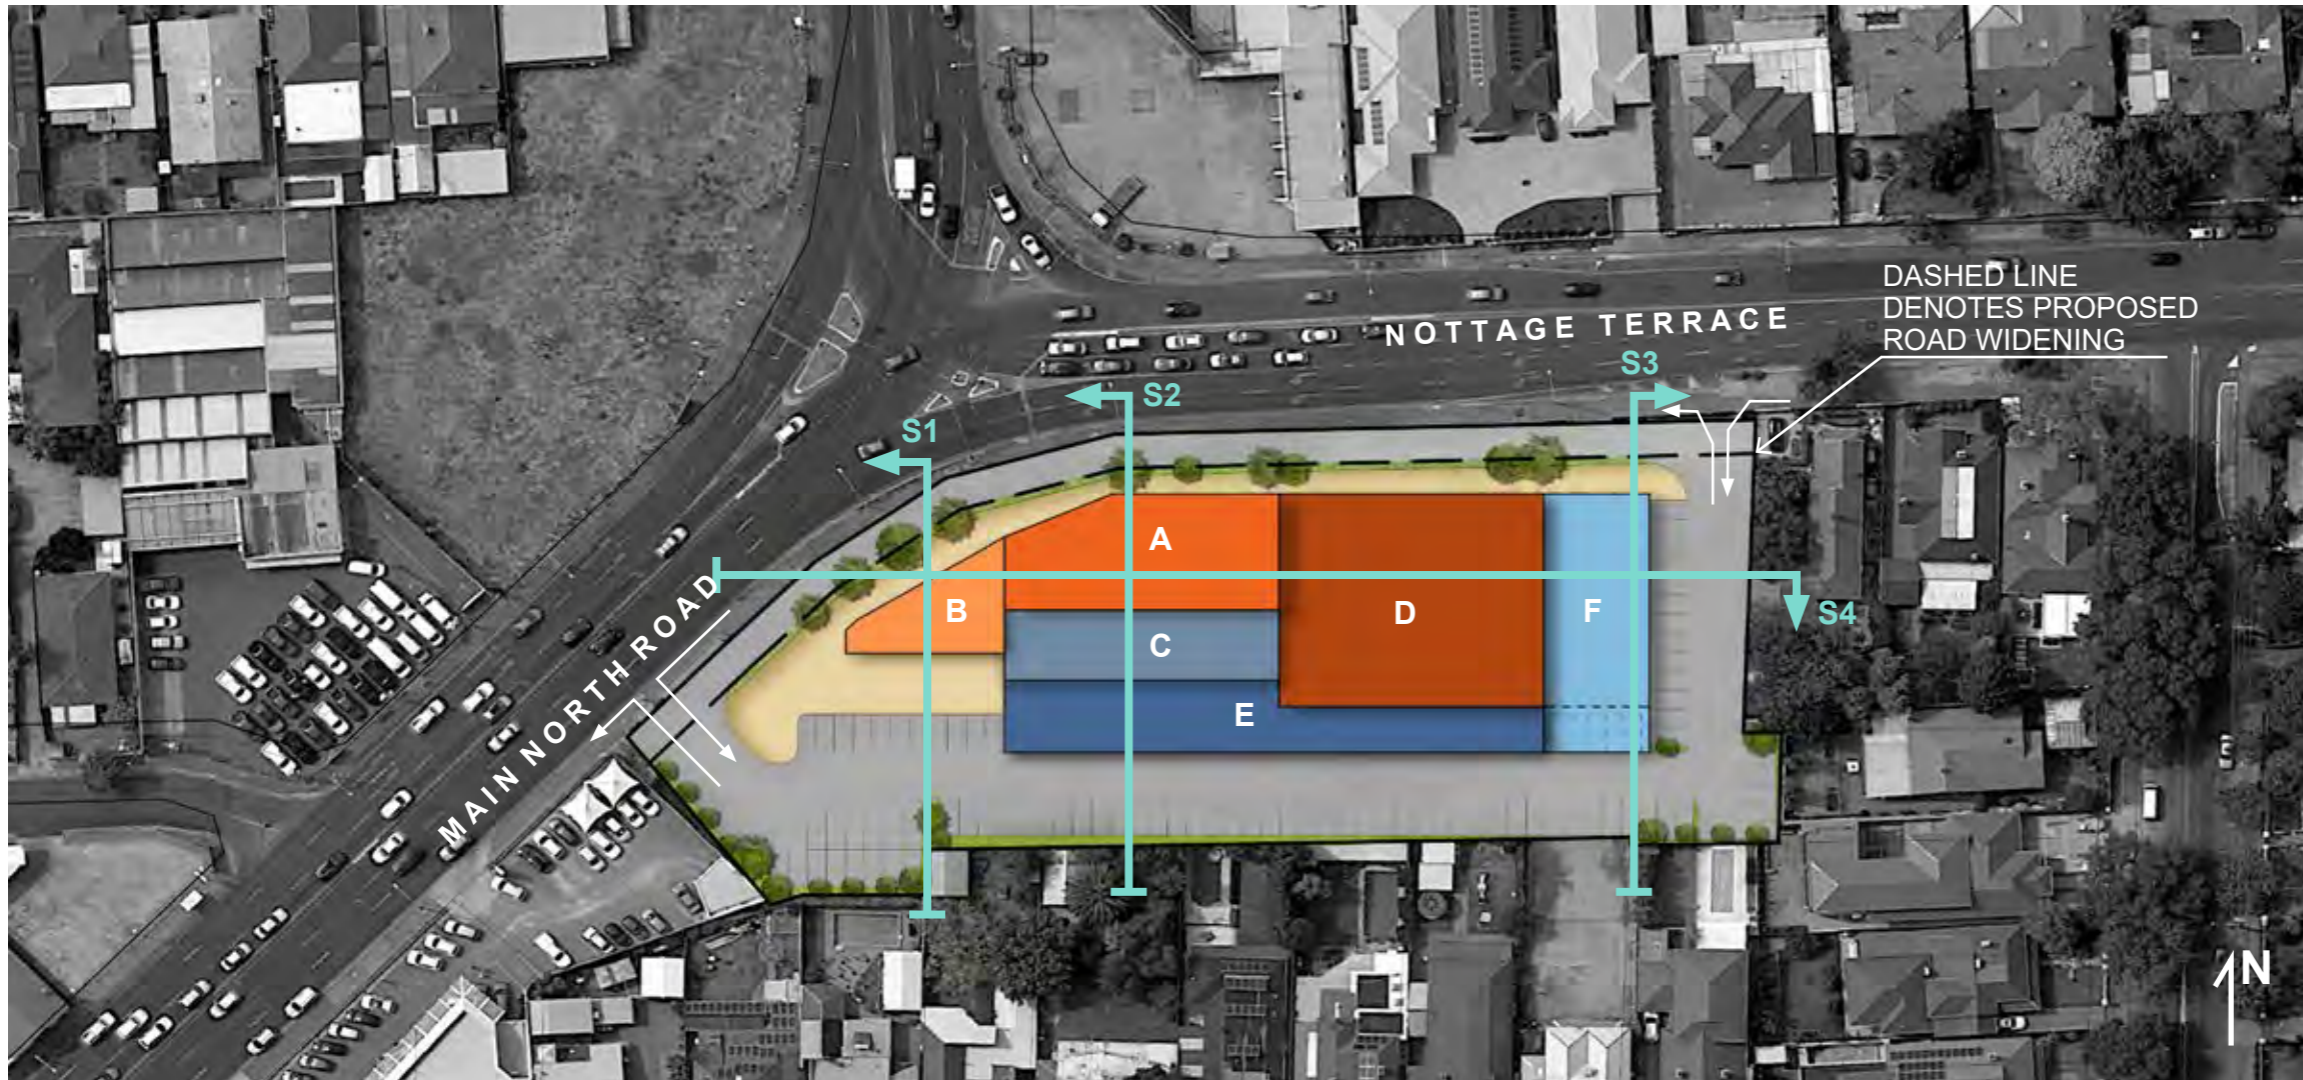 DASHED LINE
DENOTES PROPOSED
ROAD WIDENING
NOTTAGE TERRACE
S3
S2
S1
A
B
C
D
F
S4
E
MAIN NORTH ROAD
N